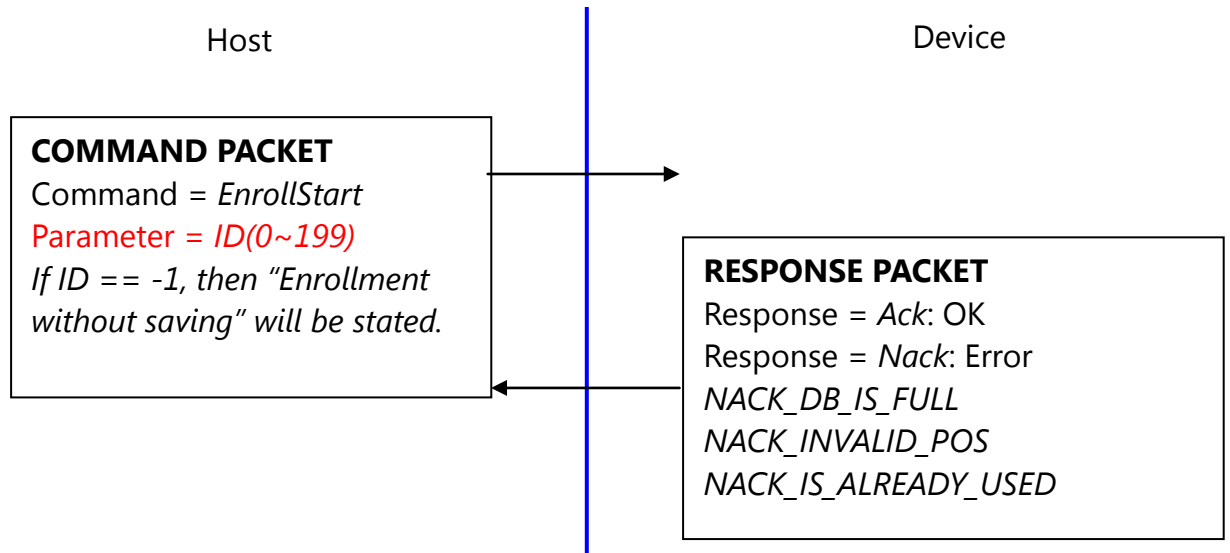 Host
Device
COMMAND PACKET
Command = EnrollStart
Parameter = ID(0~199)
If ID == -1, then “Enrollment
without saving” will be stated.
RESPONSE PACKET
Response = Ack: OK
Response = Nack: Error
NACK_DB_IS_FULL
NACK_INVALID_POS
NACK_IS_ALREADY_USED